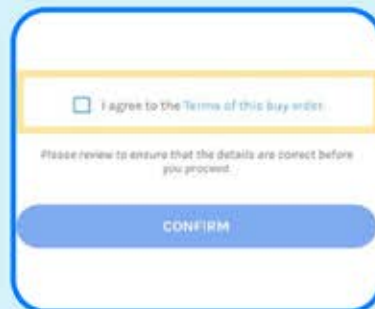 I agree to the Terms of this buy order.
Please review to ensure that the details are correct before
you proceed
CONFIRM